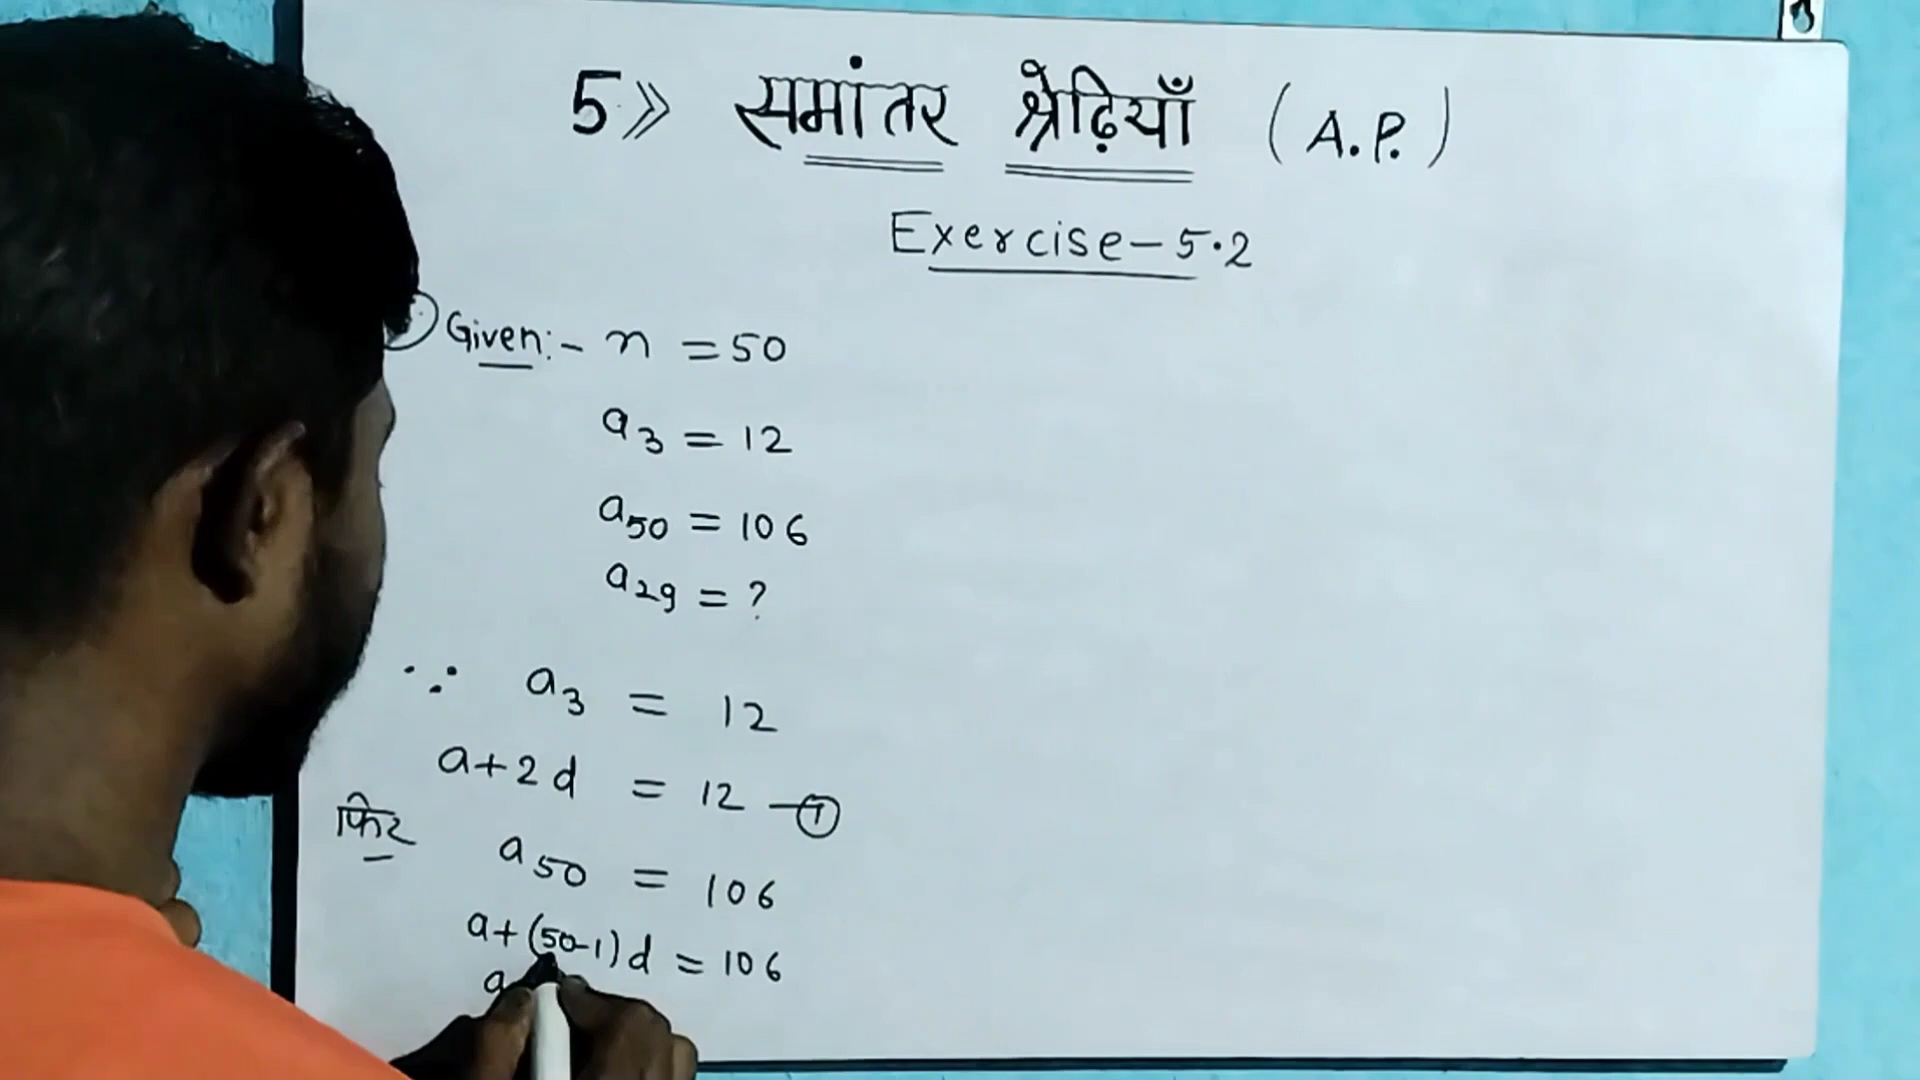 5» समांतर श्रेढ़ियाँ (A.P.)
Exercise-5.2
Given:- n = 50
a₃ = 12
a₅₀ = 106
a₂₉ = ?
∵ a₃ = 12
a+2d = 12 —①
फिर a₅₀ = 106
a+(50-1)d = 106
a